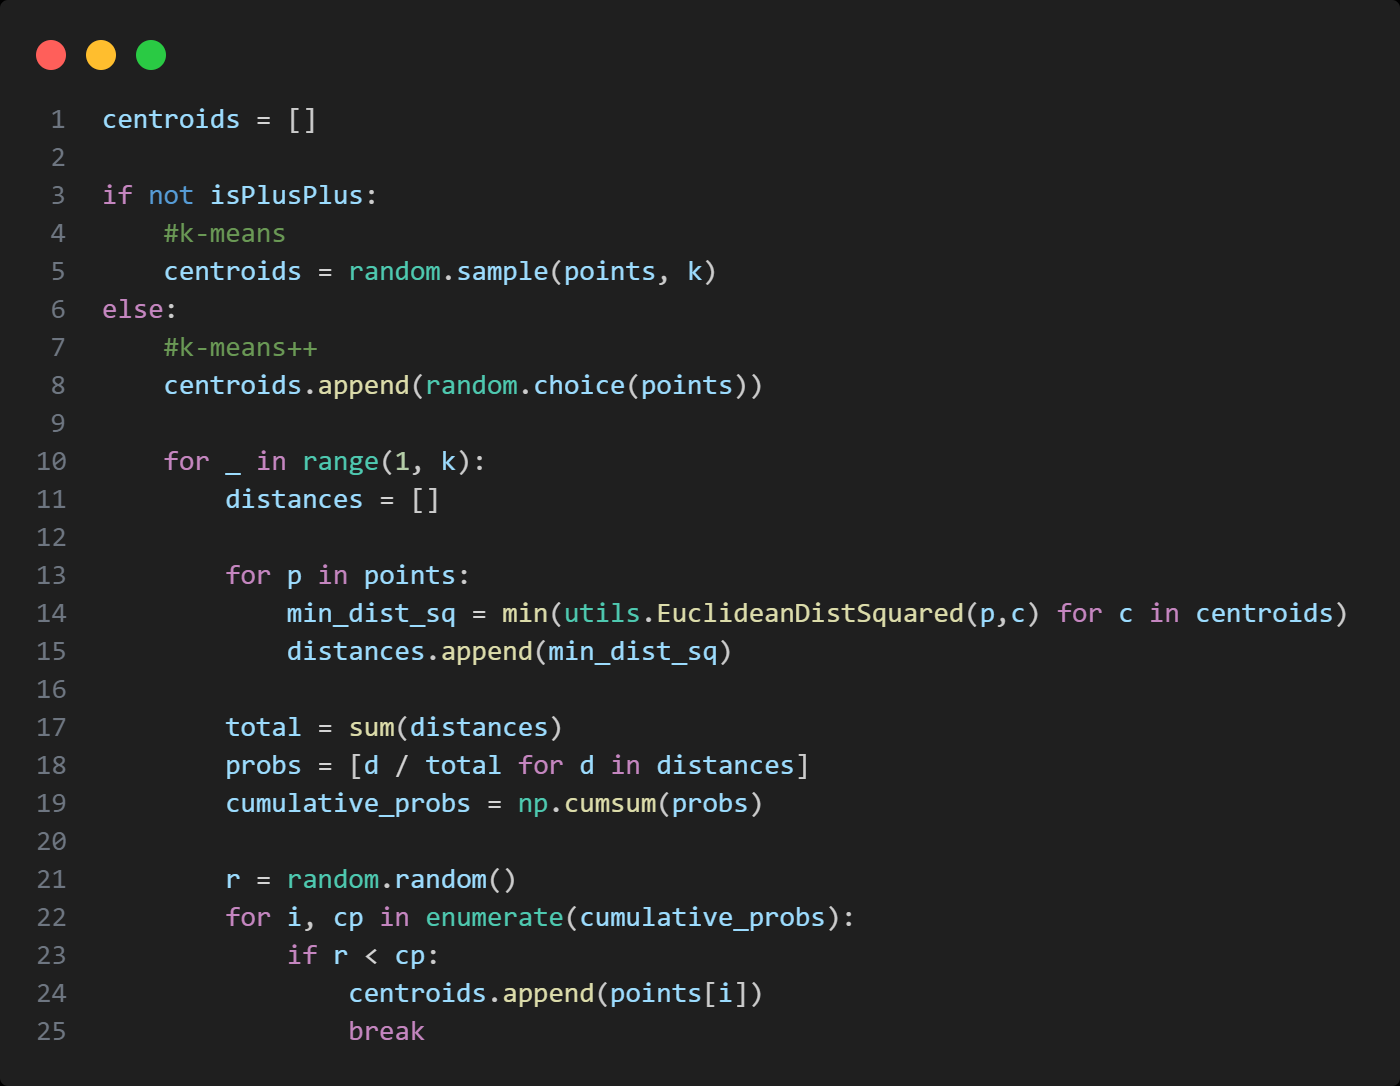 1 centroids = []
2
3 if not isPlusPlus:
4     #k-means
5     centroids = random.sample(points, k)
6 else:
7     #k-means++
8     centroids.append(random.choice(points))
9
10     for _ in range(1, k):
11         distances = []
12
13         for p in points:
14             min_dist_sq = min(utils.EuclideanDistSquared(p,c) for c in centroids)
15             distances.append(min_dist_sq)
16
17         total = sum(distances)
18         probs = [d / total for d in distances]
19         cumulative_probs = np.cumsum(probs)
20
21         r = random.random()
22         for i, cp in enumerate(cumulative_probs):
23             if r < cp:
24                 centroids.append(points[i])
25                 break